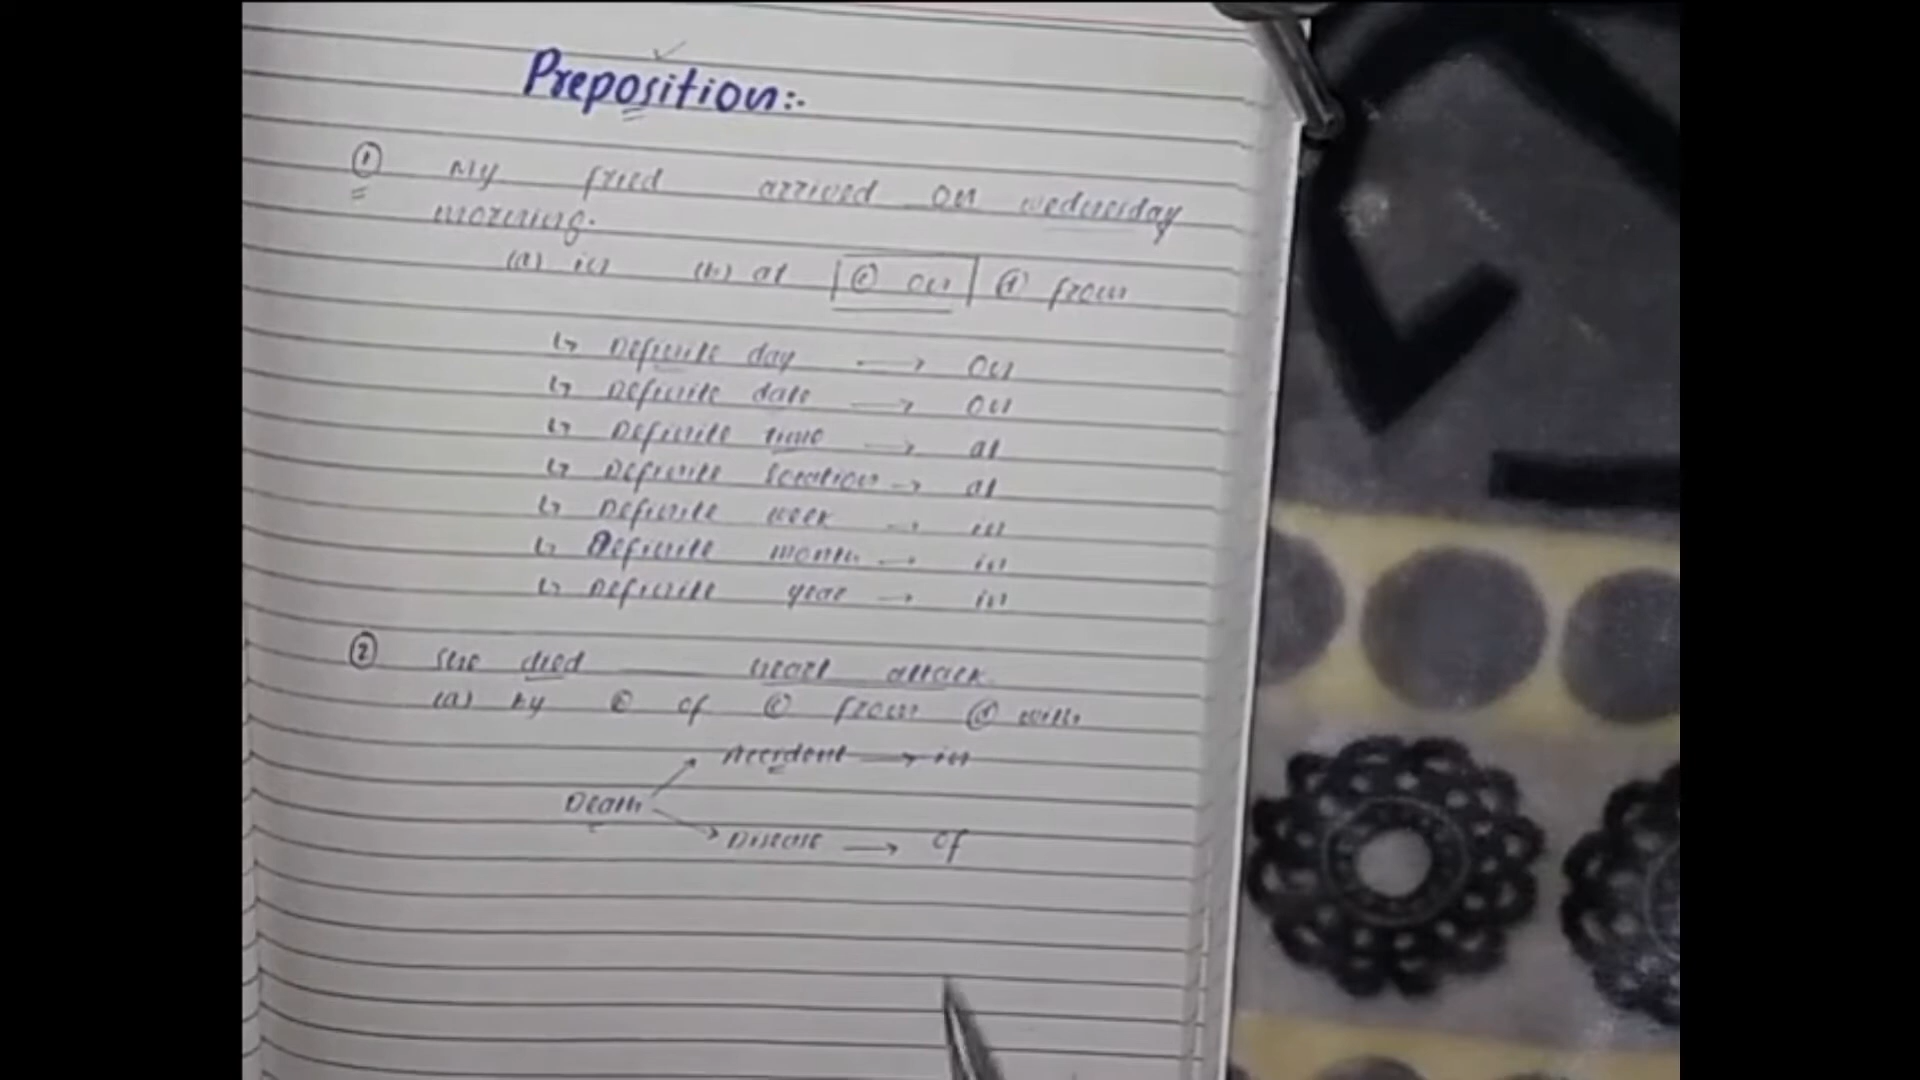 Preposition:-
① My fried arrived on wednesday
morning.
(a) in (b) at ⓒ on ⓓ from
↳ Definite day → on
↳ Definite date → on
↳ Definite time → at
↳ Definite location → at
↳ Definite week → in
↳ Definite month → in
↳ Definite year → in
② She died ____ heart attack
(a) by ⓑ of ⓒ from ⓓ with
Accident → in
Death
Disease → of